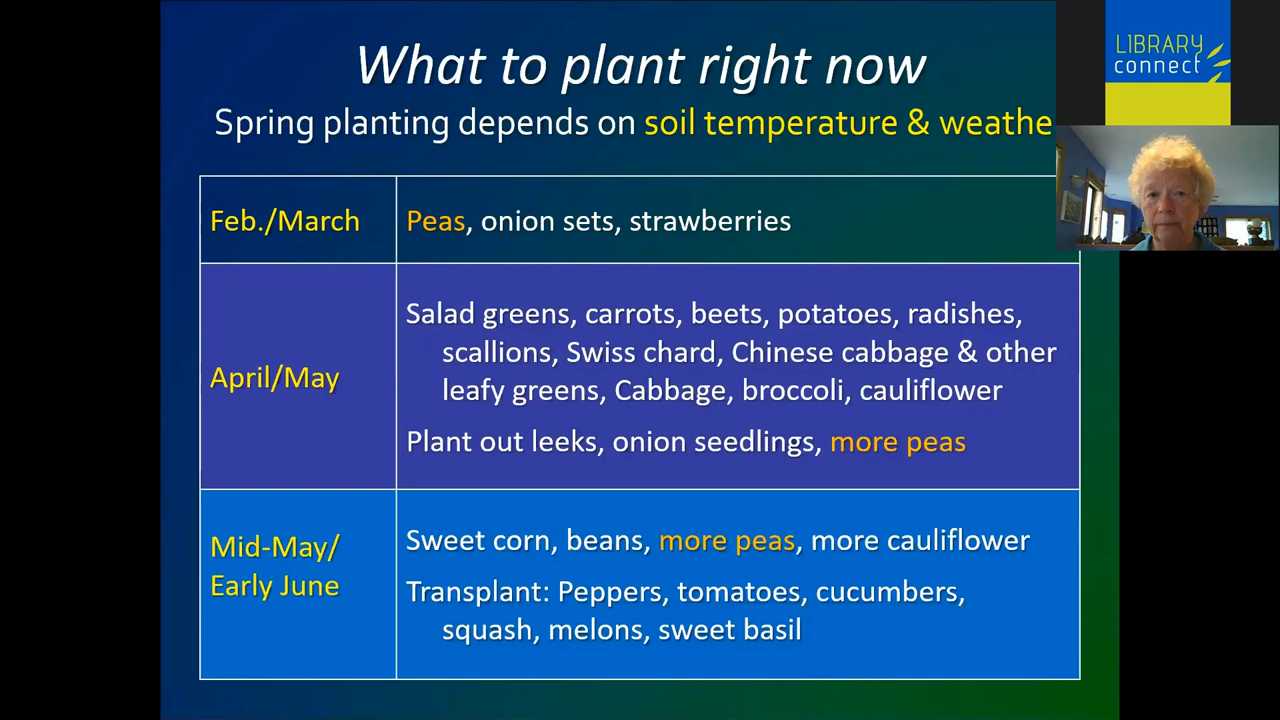 What to plant right now
Spring planting depends on soil temperature & weathe
LIBRARY
connect
Feb./March
Peas, onion sets, strawberries
April/May
Salad greens, carrots, beets, potatoes, radishes,
scallions, Swiss chard, Chinese cabbage & other
leafy greens, Cabbage, broccoli, cauliflower
Plant out leeks, onion seedlings, more peas
Mid-May/
Early June
Sweet corn, beans, more peas, more cauliflower
Transplant: Peppers, tomatoes, cucumbers,
squash, melons, sweet basil